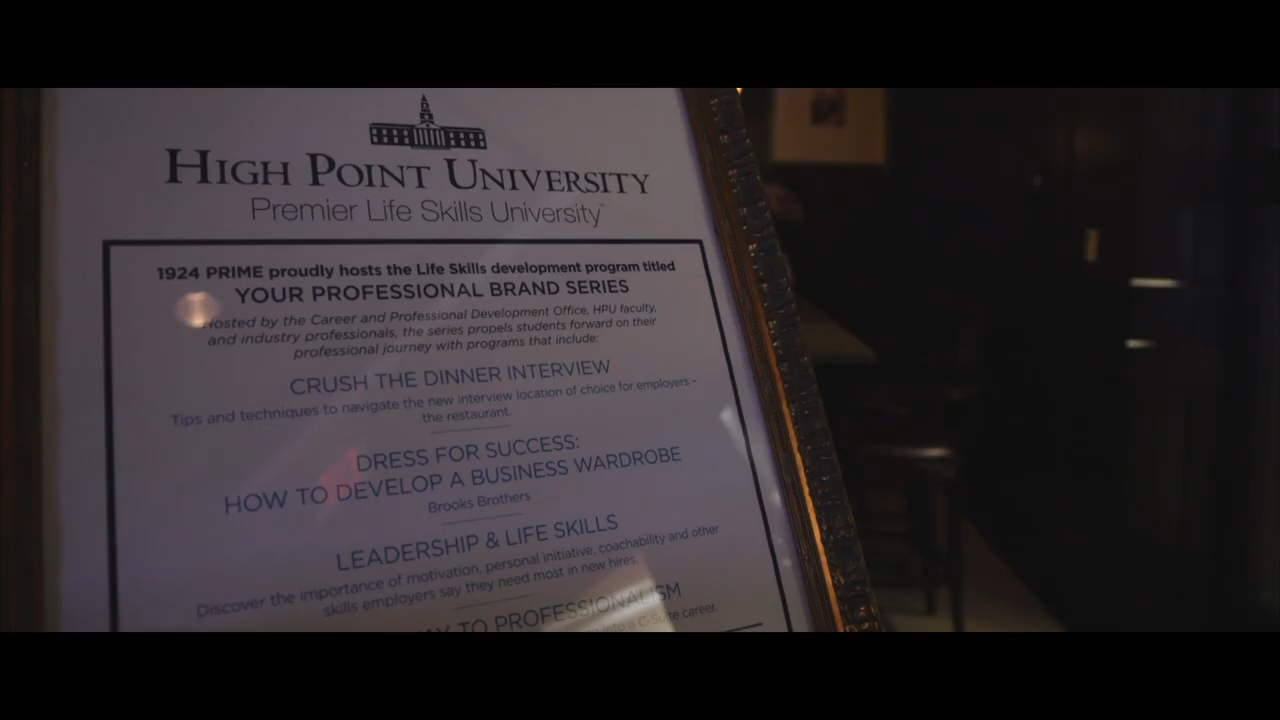 HIGH POINT UNIVERSITY
Premier Life Skills University
1924 PRIME proudly hosts the Life Skills development program titled
YOUR PROFESSIONAL BRAND SERIES
Hosted by the Career and Professional Development Office, HPU faculty,
and industry professionals, the series propels students forward on their
professional journey with programs that include:
CRUSH THE DINNER INTERVIEW
Tips and techniques to navigate the new interview location of choice for employers -
the restaurant.
DRESS FOR SUCCESS:
HOW TO DEVELOP A BUSINESS WARDROBE
Brooks Brothers
LEADERSHIP & LIFE SKILLS
Discover the importance of motivation, personal initiative, coachability and other
skills employers say they need most in new hires.
TO PROFESSIONALISM
into a C-Suite career.